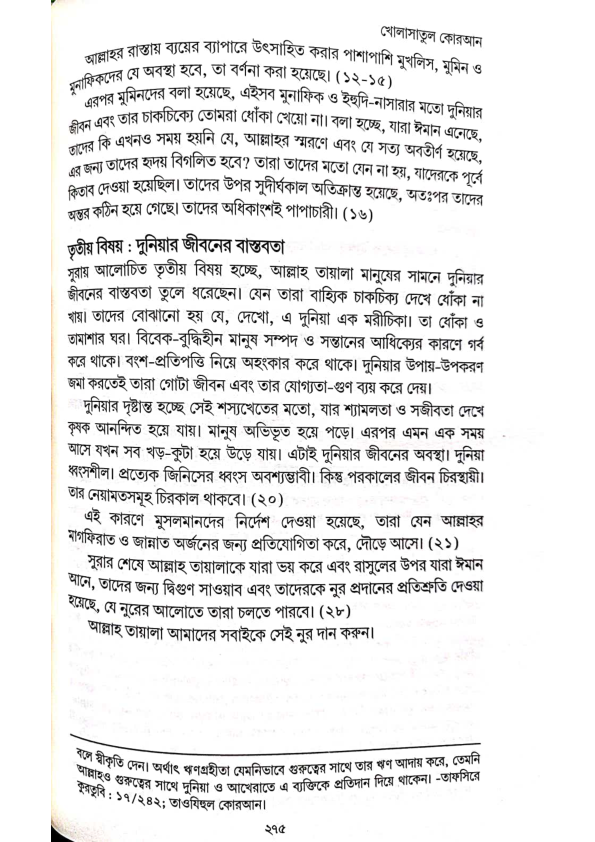 খোলাসাতুল কোরআন
আল্লাহর রাস্তায় ব্যয়ের ব্যাপারে উৎসাহিত করার পাশাপাশি মুখলিস, মুমিন ও
মুনাফিকদের যে অবস্থা হবে, তা বর্ণনা করা হয়েছে। (১২-১৫)
এরপর মুমিনদের বলা হয়েছে, এইসব মুনাফিক ও ইহুদি-নাসারার মতো দুনিয়ার
জীবন এবং তার চাকচিক্যে তোমরা ধোঁকা খেয়ো না। বলা হচ্ছে, যারা ঈমান এনেছে,
তাদের কি এখনও সময় হয়নি যে, আল্লাহর স্মরণে এবং যে সত্য অবতীর্ণ হয়েছে,
এর জন্য তাদের হৃদয় বিগলিত হবে? তারা তাদের মতো যেন না হয়, যাদেরকে পূর্বে
কিতাব দেওয়া হয়েছিল। তাদের উপর সুদীর্ঘকাল অতিক্রান্ত হয়েছে, অতঃপর তাদের
অন্তর কঠিন হয়ে গেছে। তাদের অধিকাংশই পাপাচারী। (১৬)
তৃতীয় বিষয় : দুনিয়ার জীবনের বাস্তবতা
সুরায় আলোচিত তৃতীয় বিষয় হচ্ছে, আল্লাহ তায়ালা মানুষের সামনে দুনিয়ার
জীবনের বাস্তবতা তুলে ধরেছেন। যেন তারা বাহ্যিক চাকচিক্য দেখে ধোঁকা না
খায়। তাদের বোঝানো হয় যে, দেখো, এ দুনিয়া এক মরীচিকা। তা ধোঁকা ও
তামাশার ঘর। বিবেক-বুদ্ধিহীন মানুষ সম্পদ ও সন্তানের আধিক্যের কারণে গর্ব
করে থাকে। বংশ-প্রতিপত্তি নিয়ে অহংকার করে থাকে। দুনিয়ার উপায়-উপকরণ
জমা করতেই তারা গোটা জীবন এবং তার যোগ্যতা-গুণ ব্যয় করে দেয়।
দুনিয়ার দৃষ্টান্ত হচ্ছে সেই শস্যখেতের মতো, যার শ্যামলতা ও সজীবতা দেখে
কৃষক আনন্দিত হয়ে যায়। মানুষ অভিভূত হয়ে পড়ে। এরপর এমন এক সময়
আসে যখন সব খড়-কুটা হয়ে উড়ে যায়। এটাই দুনিয়ার জীবনের অবস্থা। দুনিয়া
ধ্বংসশীল। প্রত্যেক জিনিসের ধ্বংস অবশ্যম্ভাবী। কিন্তু পরকালের জীবন চিরস্থায়ী।
তার নেয়ামতসমূহ চিরকাল থাকবে। (২০)
এই কারণে মুসলমানদের নির্দেশ দেওয়া হয়েছে, তারা যেন আল্লাহর
মাগফিরাত ও জান্নাত অর্জনের জন্য প্রতিযোগিতা করে, দৌড়ে আসে। (২১)
সুরার শেষে আল্লাহ তায়ালাকে যারা ভয় করে এবং রাসুলের উপর যারা ঈমান
আনে, তাদের জন্য দ্বিগুণ সাওয়াব এবং তাদেরকে নুর প্রদানের প্রতিশ্রুতি দেওয়া
হয়েছে, যে নুরের আলোতে তারা চলতে পারবে। (২৮)
আল্লাহ তায়ালা আমাদের সবাইকে সেই নুর দান করুন।
বলে স্বীকৃতি দেন। অর্থাৎ ঋণগ্রহীতা যেমনিভাবে গুরুত্বের সাথে তার ঋণ আদায় করে, তেমনি
আল্লাহও গুরুত্বের সাথে দুনিয়া ও আখেরাতে এ ব্যক্তিকে প্রতিদান দিয়ে থাকেন। -তাফসিরে
কুরতুবি : ১৭/২৪২; তাওযিহুল কোরআন।
২৭৫